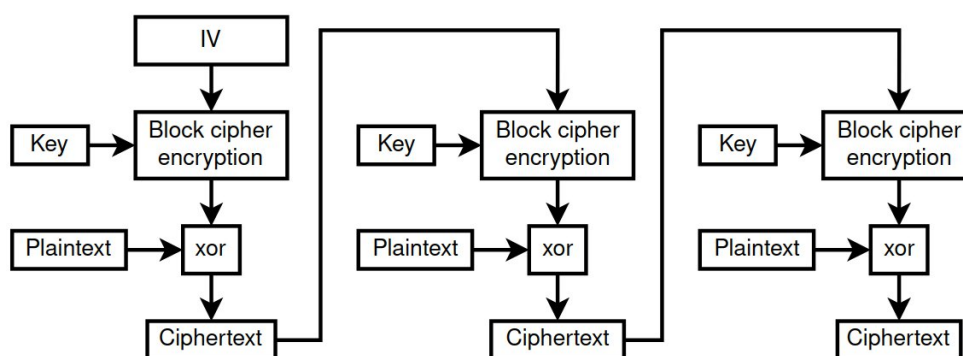 IV
Key
Block cipher
encryption
Key
Block cipher
encryption
Key
Block cipher
encryption
Plaintext
xor
Plaintext
xor
Plaintext
xor
Ciphertext
Ciphertext
Ciphertext